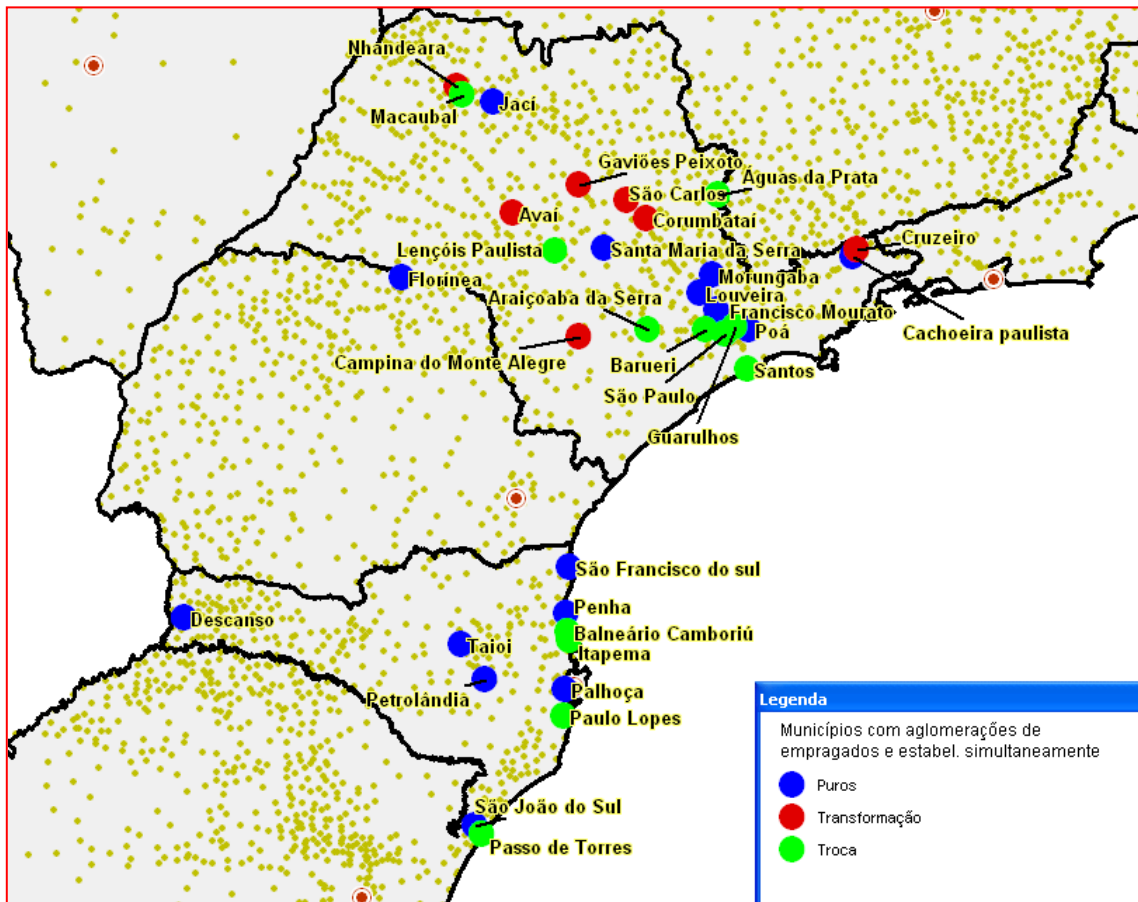 Nhandeara
Macaubal
Jací
Gaviões Peixoto
Águas da Prata
São Carlos
Avaí
Corumbataí
Cruzeiro
Lençóis Paulista
Santa Maria da Serra
Florínea
Morungaba
Araiçoaba da Serra
Louveira
Francisco Mourato
Poá
Cachoeira paulista
Campina do Monte Alegre
Barueri
Santos
São Paulo
Guarulhos
São Francisco do sul
Penha
Descanso
Balneário Camboriú
Taioi
Itapema
Petrolândia
Palhoça
Paulo Lopes
São João do Sul
Passo de Torres
Legenda
Municípios com aglomerações de
empragados e estabel. simultaneamente
Puros
Transformação
Troca